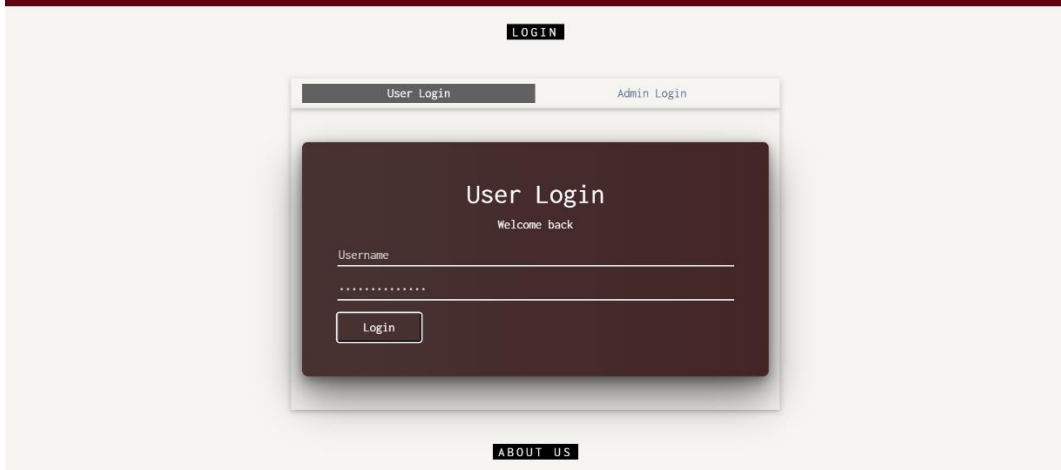 LOGIN
User Login Admin Login
User Login
Welcome back
Username
..............
Login
ABOUT US